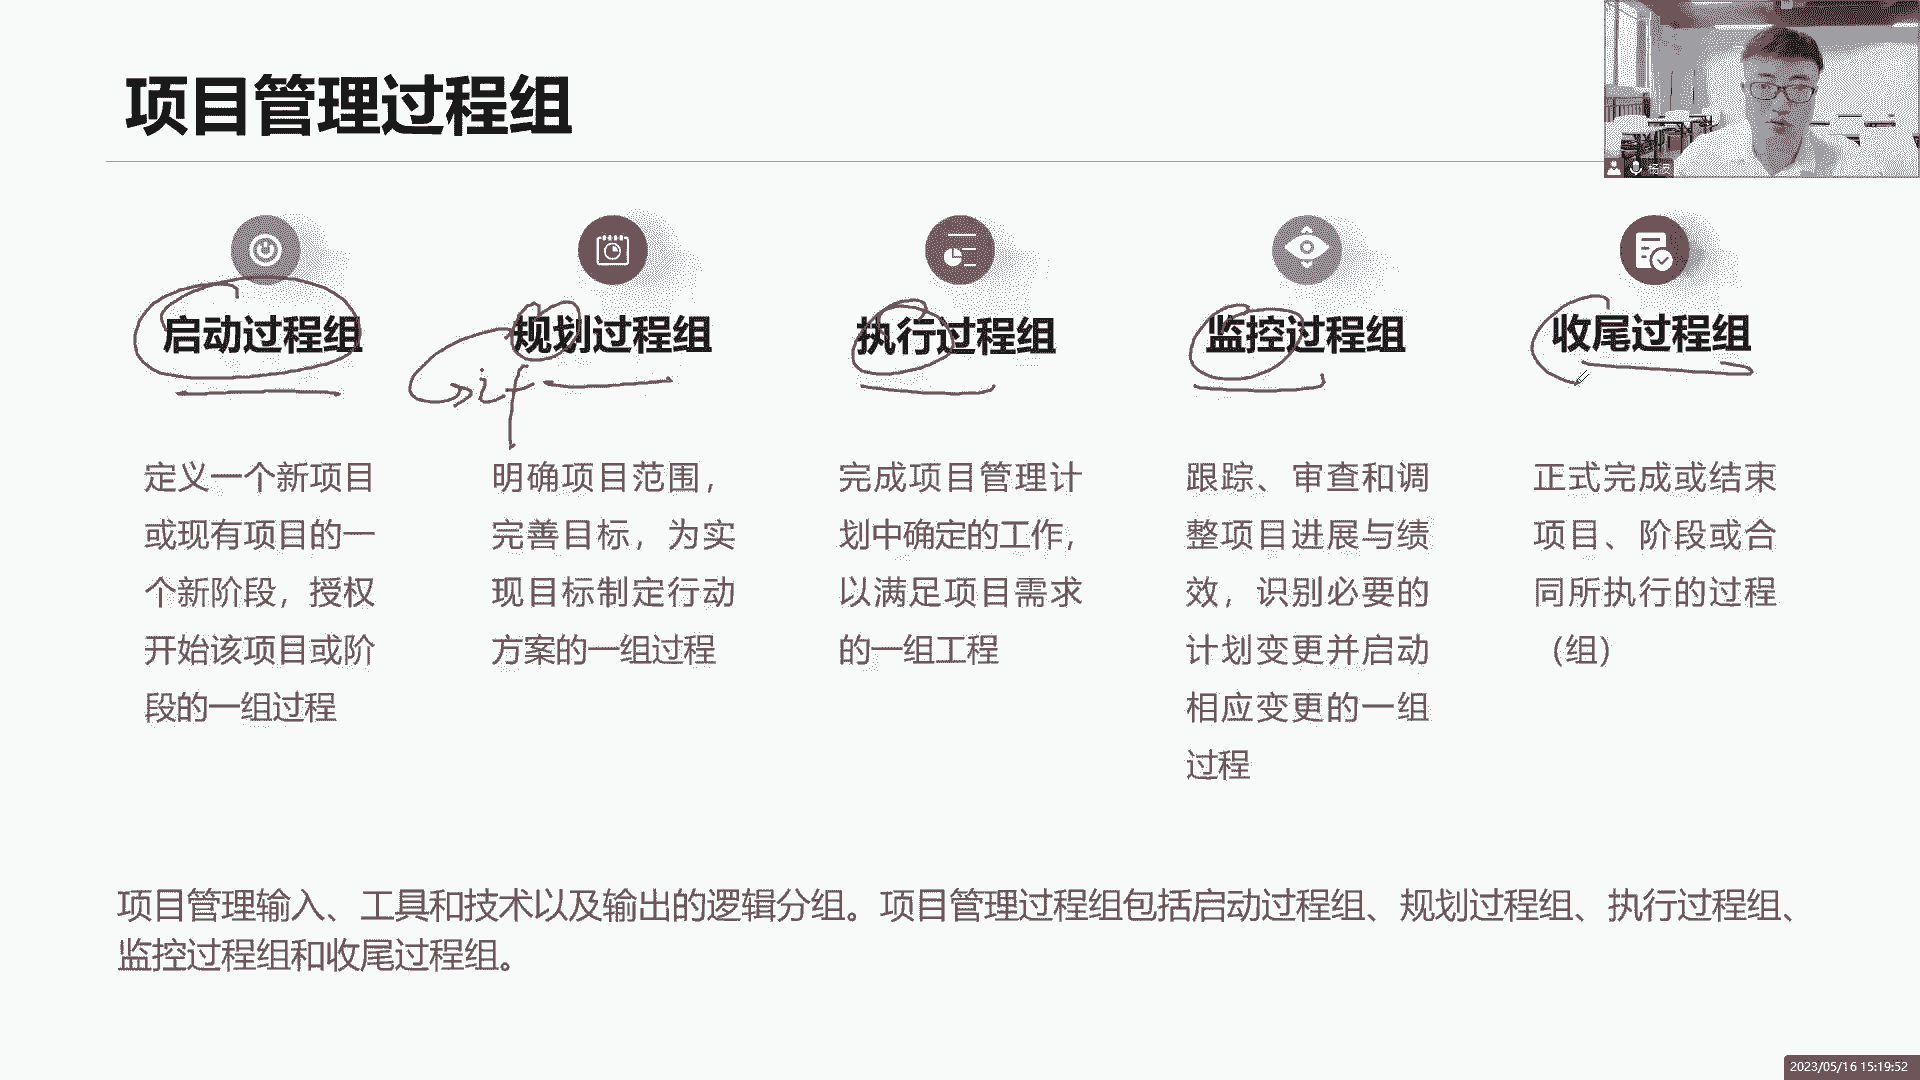 项目管理过程组
杨波
启动过程组
规划过程组
执行过程组
监控过程组
收尾过程组
if
定义一个新项目
或现有项目的一
个新阶段，授权
开始该项目或阶
段的一组过程
明确项目范围，
完善目标，为实
现目标制定行动
方案的一组过程
完成项目管理计
划中确定的工作，
以满足项目需求
的一组工程
跟踪、审查和调
整项目进展与绩
效，识别必要的
计划变更并启动
相应变更的一组
过程
正式完成或结束
项目、阶段或合
同所执行的过程
（组）
项目管理输入、工具和技术以及输出的逻辑分组。项目管理过程组包括启动过程组、规划过程组、执行过程组、
监控过程组和收尾过程组。
2023/05/16 15:19:52